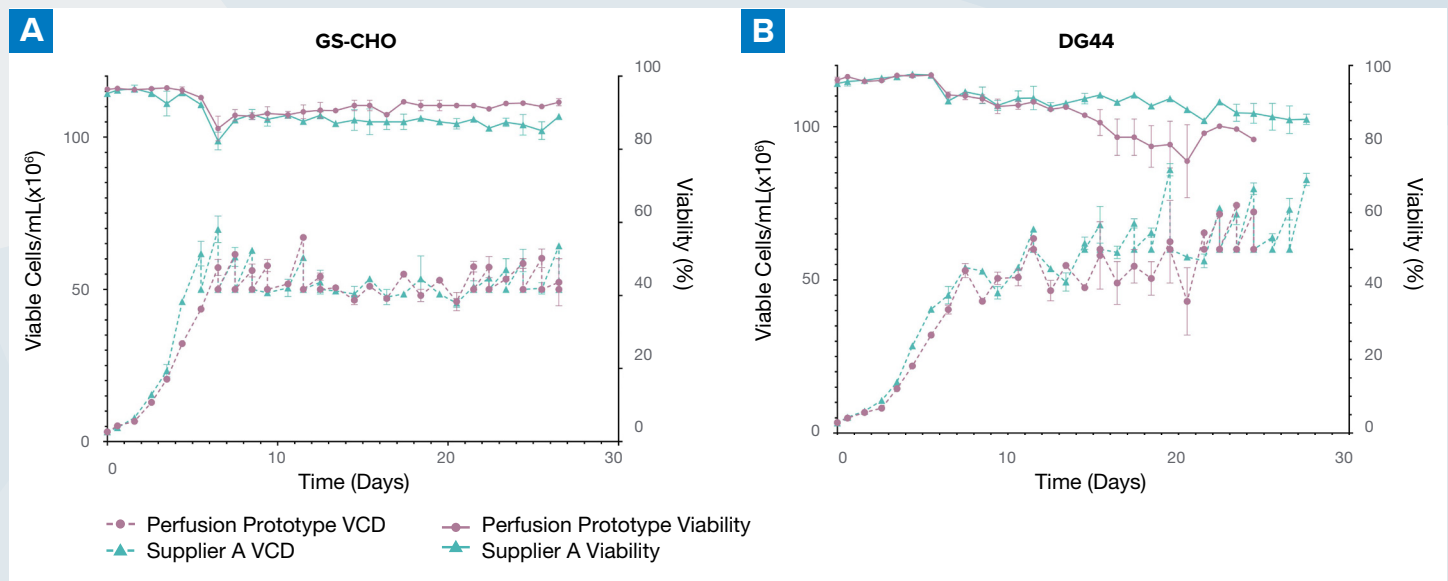 A
GS-CHO
Viable Cells/mL(x10⁶)
100
50
0
100
80
60
40
20
0
Viability (%)
0
10
20
30
Time (Days)
B
DG44
Viable Cells/mL(x10⁶)
100
50
0
100
80
60
40
20
0
Viability (%)
0
10
20
30
Time (Days)
Perfusion Prototype VCD
Perfusion Prototype Viability
Supplier A VCD
Supplier A Viability